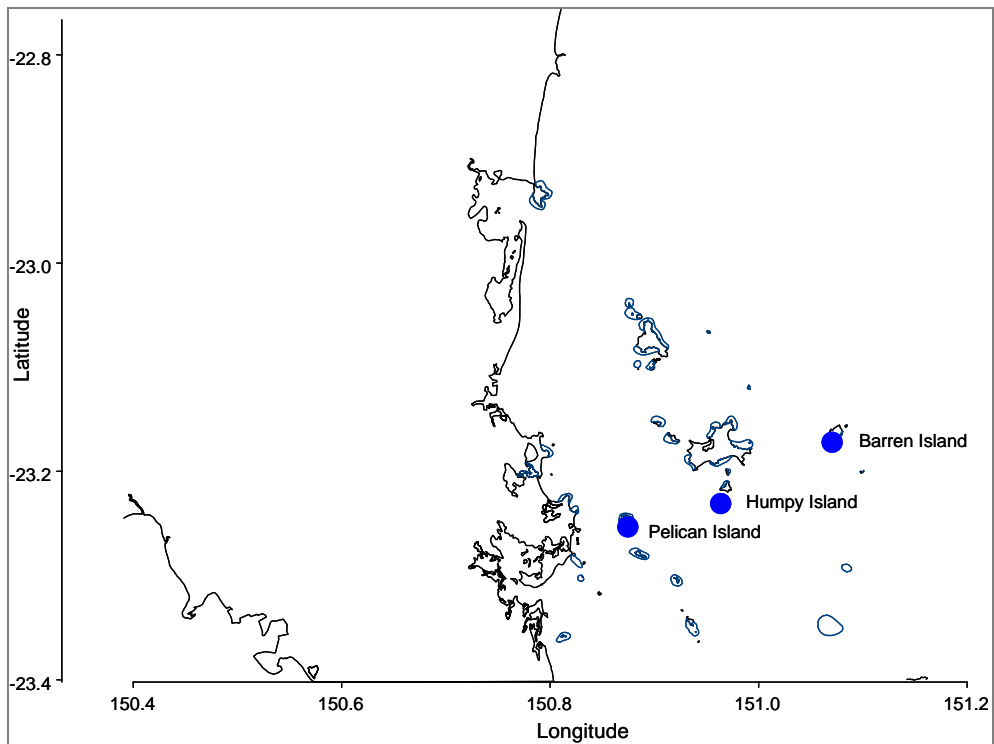 -22.8
-23.0
-23.2
-23.4
Latitude
Barren Island
Humpy Island
Pelican Island
150.4 150.6 150.8 151.0 151.2
Longitude